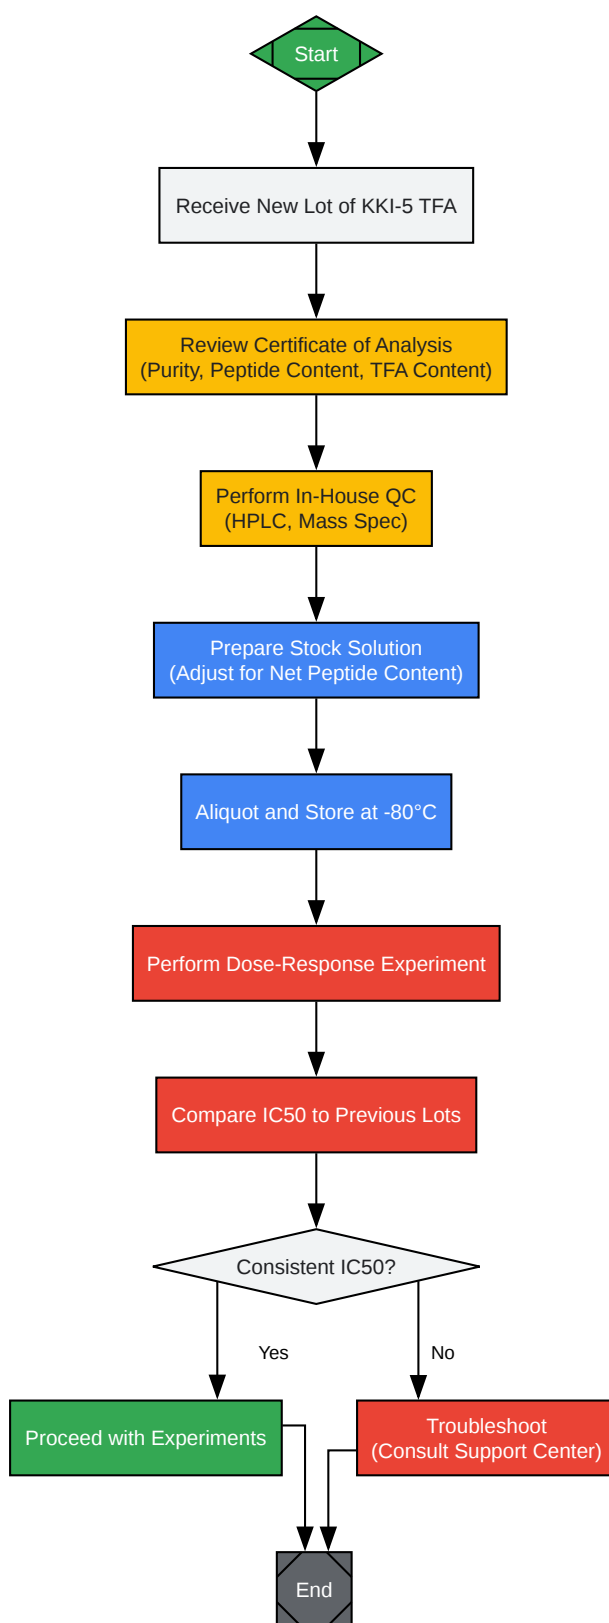 Start
Receive New Lot of KKI-5 TFA
Review Certificate of Analysis
(Purity, Peptide Content, TFA Content)
Perform In-House QC
(HPLC, Mass Spec)
Prepare Stock Solution
(Adjust for Net Peptide Content)
Aliquot and Store at -80°C
Perform Dose-Response Experiment
Compare IC50 to Previous Lots
Consistent IC50?
Yes
No
Proceed with Experiments
Troubleshoot
(Consult Support Center)
End